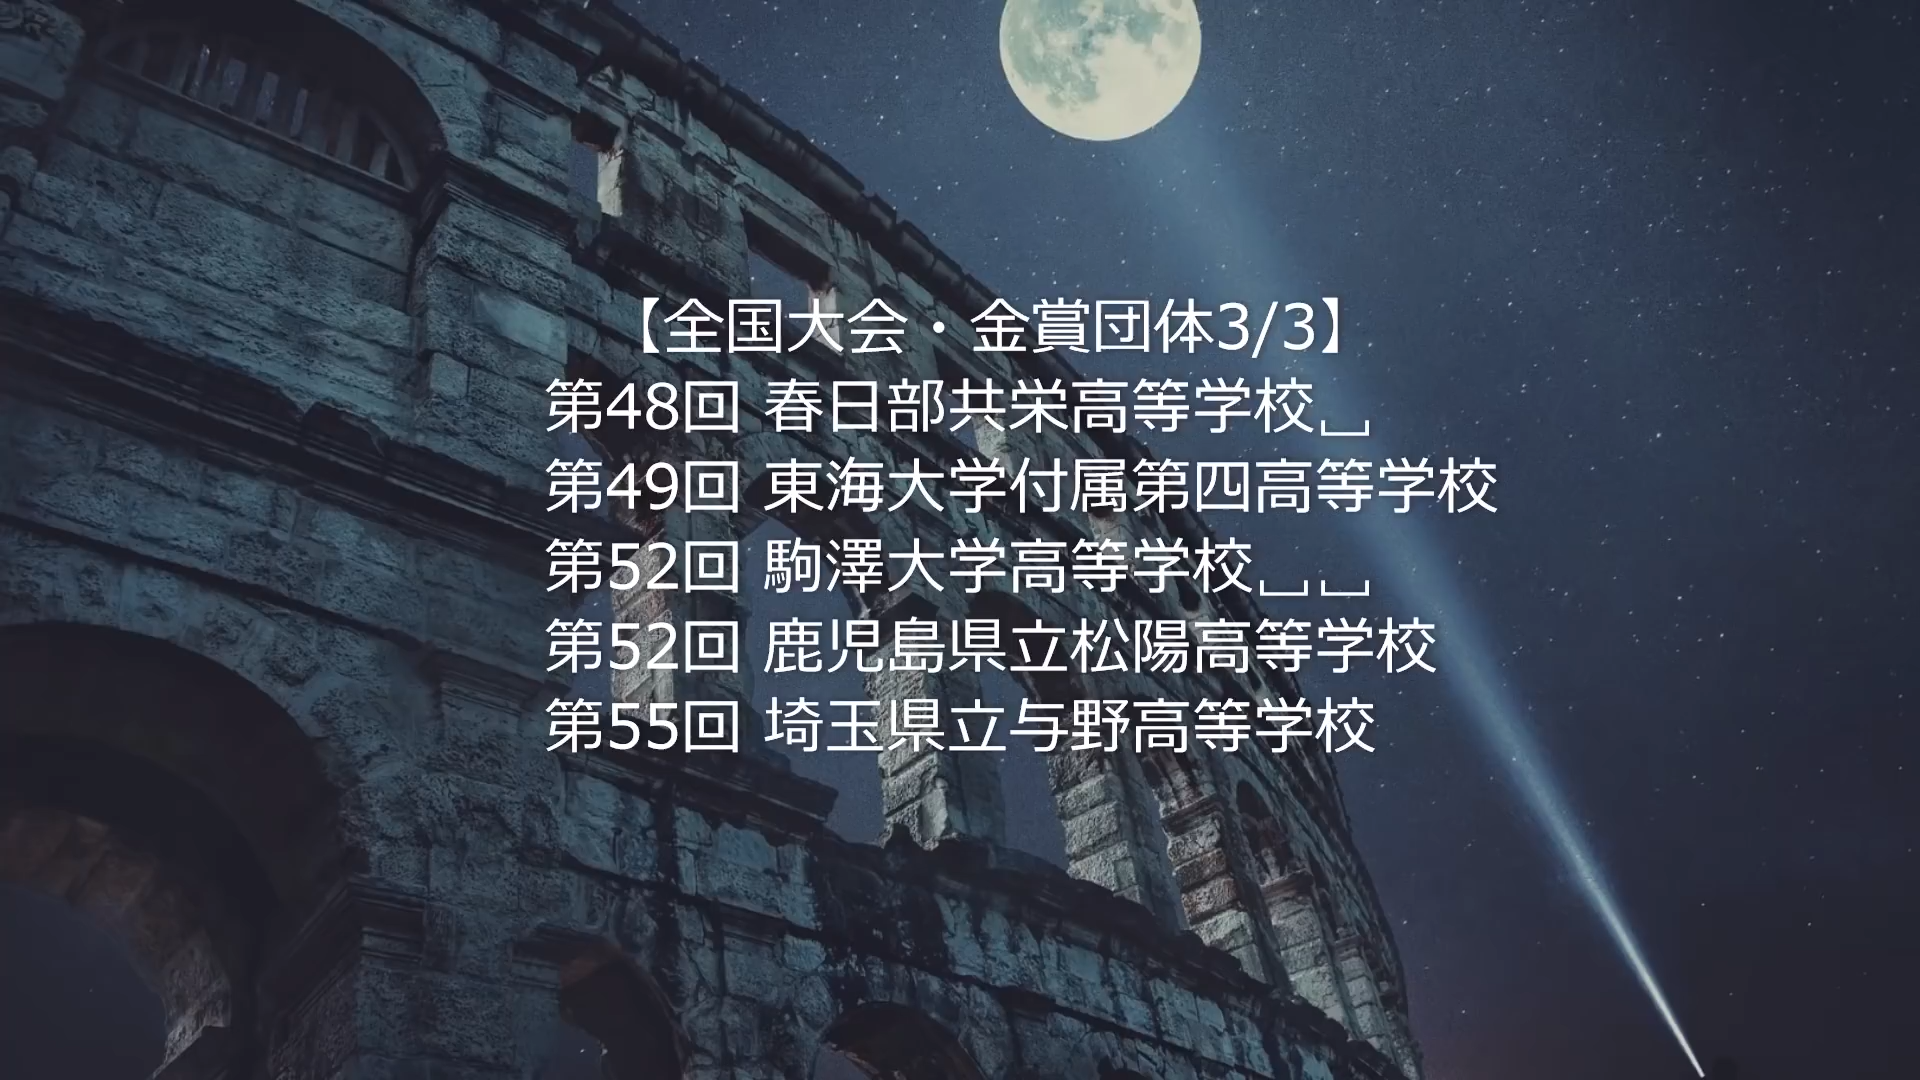 【全国大会・金賞団体3/3】
第48回 春日部共栄高等学校␣
第49回 東海大学付属第四高等学校
第52回 駒澤大学高等学校␣␣
第52回 鹿児島県立松陽高等学校
第55回 埼玉県立与野高等学校